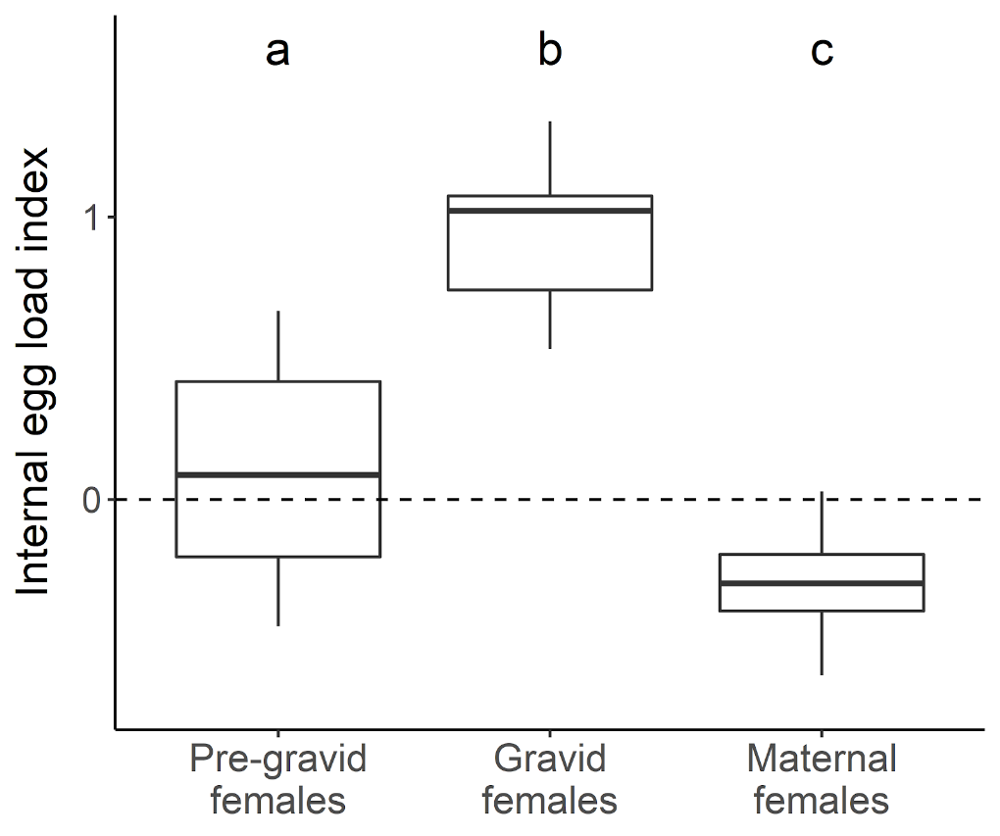 a b c
Internal egg load index
1
0
Pre-gravid females
Gravid females
Maternal females